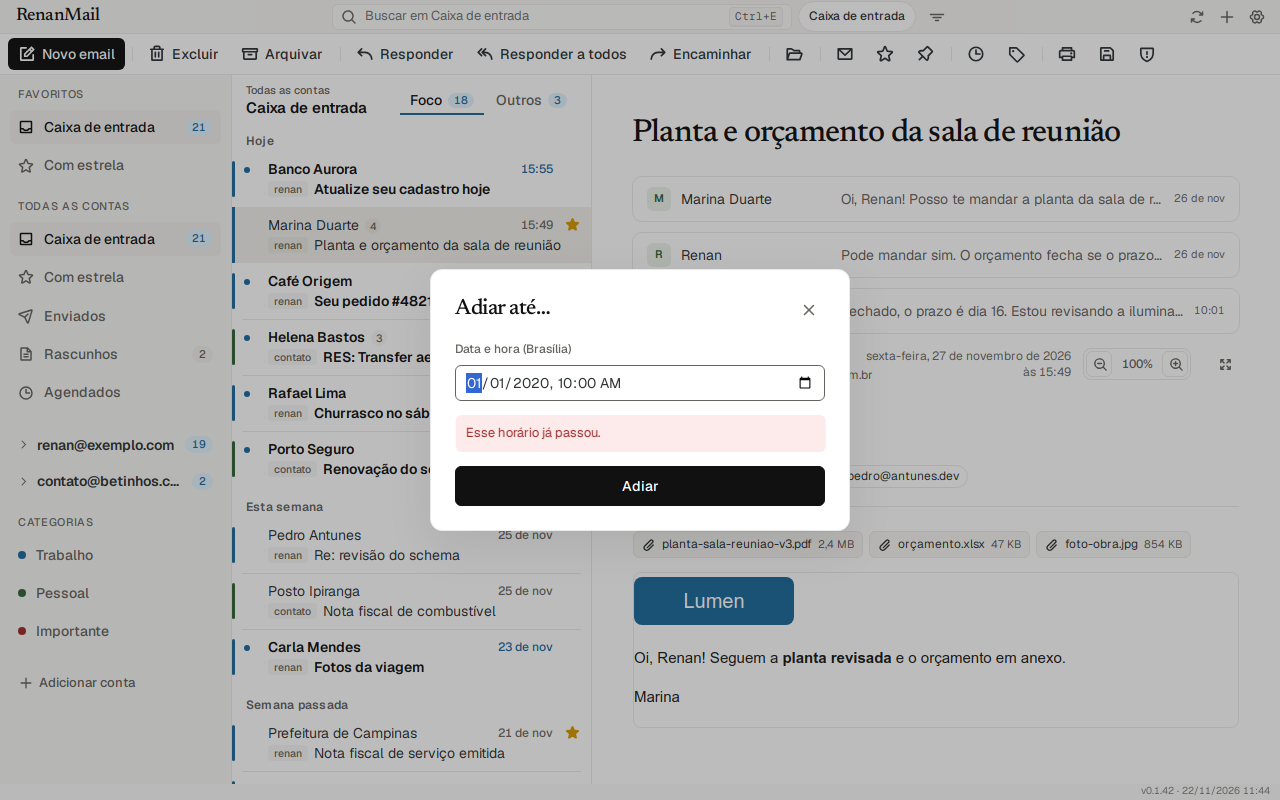 RenanMail
Buscar em Caixa de entrada
Ctrl+E
Caixa de entrada
Novo email
Excluir
Arquivar
Responder
Responder a todos
Encaminhar
FAVORITOS
Caixa de entrada 21
Com estrela
TODAS AS CONTAS
Caixa de entrada 21
Com estrela
Enviados
Rascunhos 2
Agendados
renan@exemplo.com 19
contato@betinhos.c... 2
CATEGORIAS
Trabalho
Pessoal
Importante
Adicionar conta
Todas as contas
Caixa de entrada
Foco 18
Outros 3
Hoje
Banco Aurora 15:55
renan Atualize seu cadastro hoje
Marina Duarte 4 15:49
renan Planta e orçamento da sala de reunião
Café Origem
renan Seu pedido #4821
Helena Bastos 3
contato RES: Transfer ae
Rafael Lima
renan Churrasco no sáb
Porto Seguro
contato Renovação do se
Esta semana
Pedro Antunes 25 de nov
renan Re: revisão do schema
Posto Ipiranga 25 de nov
contato Nota fiscal de combustível
Carla Mendes 23 de nov
renan Fotos da viagem
Semana passada
Prefeitura de Campinas 21 de nov
renan Nota fiscal de serviço emitida
Planta e orçamento da sala de reunião
M Marina Duarte Oi, Renan! Posso te mandar a planta da sala de r... 26 de nov
R Renan Pode mandar sim. O orçamento fecha se o prazo... 26 de nov
echado, o prazo é dia 16. Estou revisando a ilumina... 10:01
sexta-feira, 27 de novembro de 2026
às 15:49
m.br
100%
pedro@antunes.dev
planta-sala-reuniao-v3.pdf 2,4 MB
orçamento.xlsx 47 KB
foto-obra.jpg 854 KB
Lumen
Oi, Renan! Seguem a planta revisada e o orçamento em anexo.
Marina
Adiar até...
Data e hora (Brasília)
01/01/2020, 10:00 AM
Esse horário já passou.
Adiar
v0.1.42 · 22/11/2026 11:44